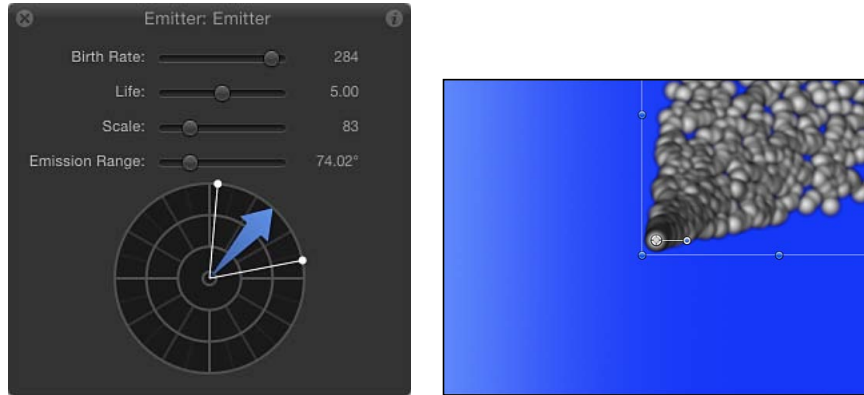 Emitter: Emitter
Birth Rate: 284
Life: 5.00
Scale: 83
Emission Range: 74.02°